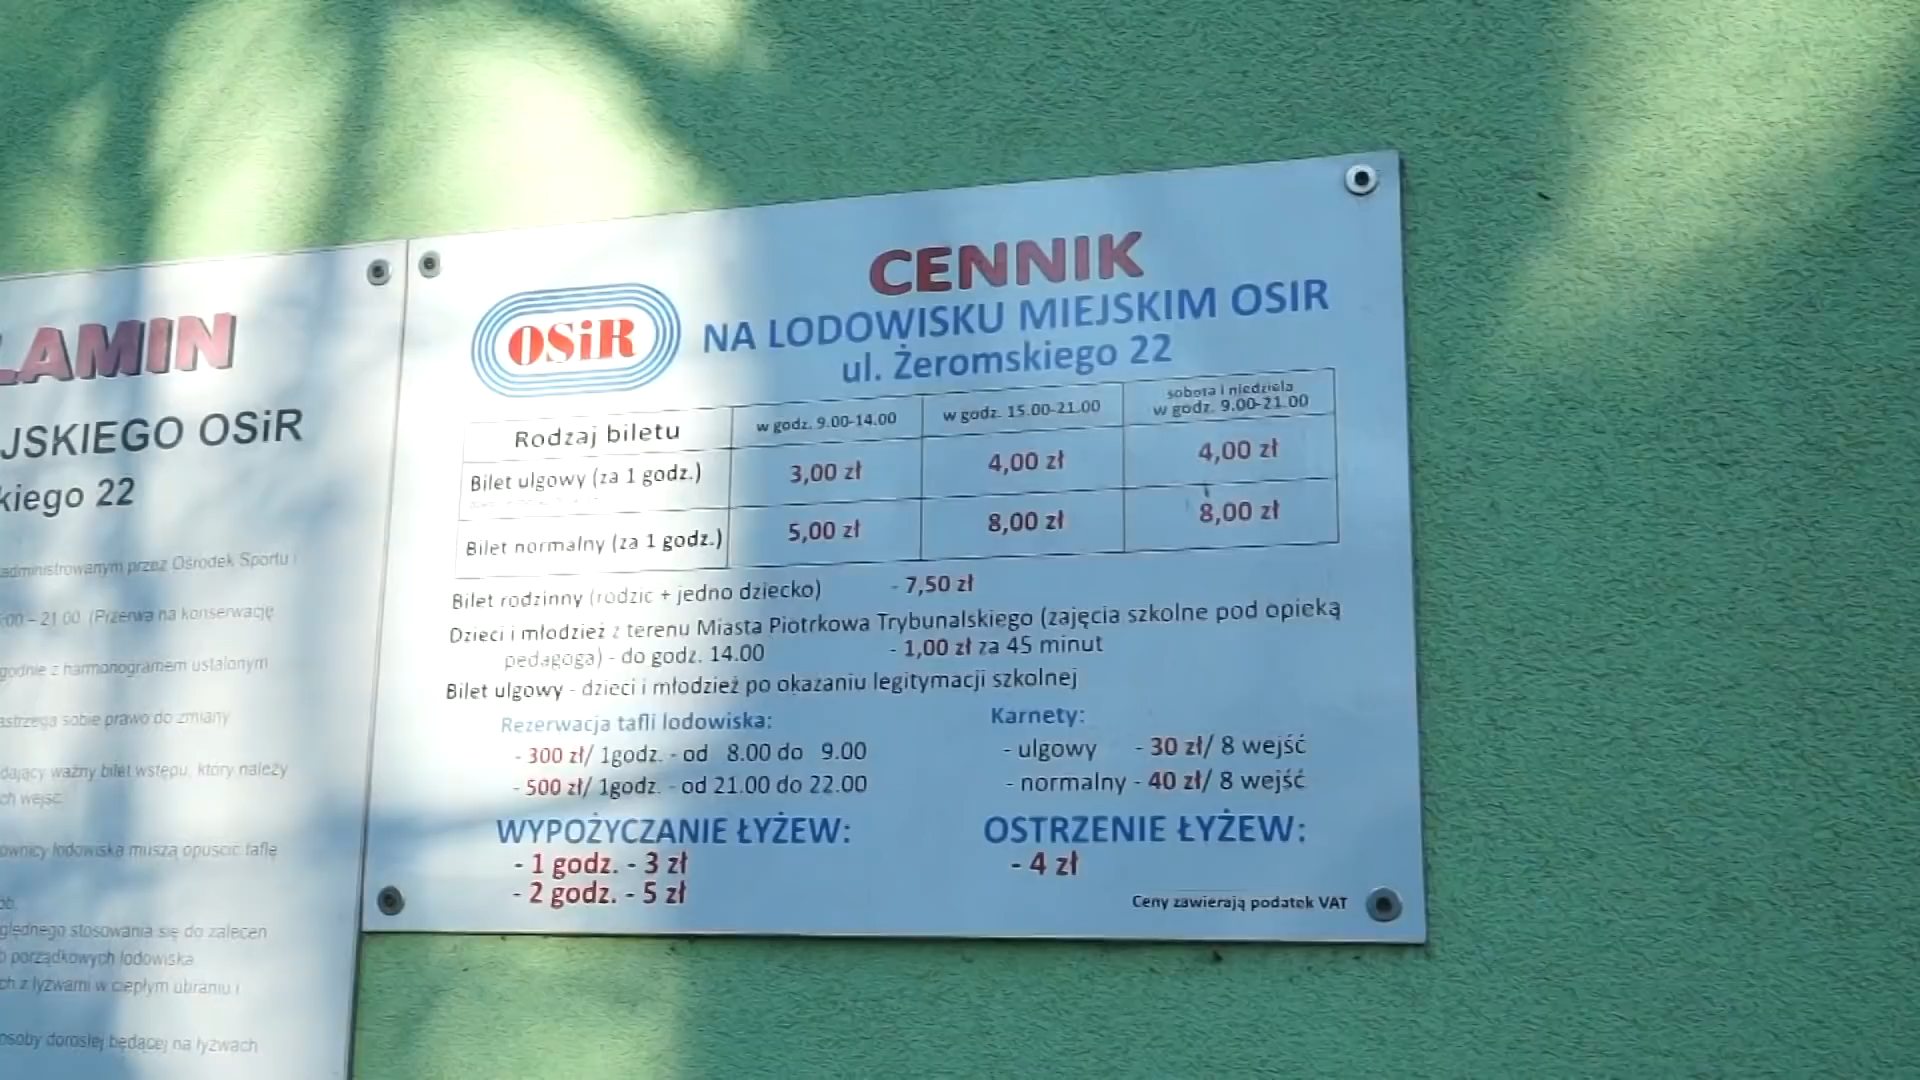 LAMIN
JSKIEGO OSiR
kiego 22
administrowanym przez Ośrodek Sportu i
:00 – 21.00 (Przerwa na konserwację
godnie z harmonogramem ustalonym
astrzega sobie prawo do zmiany
dający ważny bilet wstępu, który należy
ch wejść
ownicy lodowiska muszą opuścić taflę
ób.
ględnego stosowania się do zaleceń
o porządkowych lodowiska
ch z łyżwami w ciepłym ubraniu i
osoby dorosłej będącej na łyżwach
OSiR
CENNIK
NA LODOWISKU MIEJSKIM OSIR
ul. Żeromskiego 22
Rodzaj biletu w godz. 9.00-14.00 w godz. 15.00-21.00 sobota i niedziela w godz. 9.00-21.00
Bilet ulgowy (za 1 godz.) 3,00 zł 4,00 zł 4,00 zł
Bilet normalny (za 1 godz.) 5,00 zł 8,00 zł 8,00 zł
Bilet rodzinny (rodzic + jedno dziecko) - 7,50 zł
Dzieci i młodzież z terenu Miasta Piotrkowa Trybunalskiego (zajęcia szkolne pod opieką
pedagoga) - do godz. 14.00 - 1,00 zł za 45 minut
Bilet ulgowy - dzieci i młodzież po okazaniu legitymacji szkolnej
Rezerwacja tafli lodowiska:
- 300 zł/ 1godz. - od 8.00 do 9.00
- 500 zł/ 1godz. - od 21.00 do 22.00
Karnety:
- ulgowy - 30 zł/ 8 wejść
- normalny - 40 zł/ 8 wejść
WYPOŻYCZANIE ŁYŻEW:
- 1 godz. - 3 zł
- 2 godz. - 5 zł
OSTRZENIE ŁYŻEW:
- 4 zł
Ceny zawierają podatek VAT